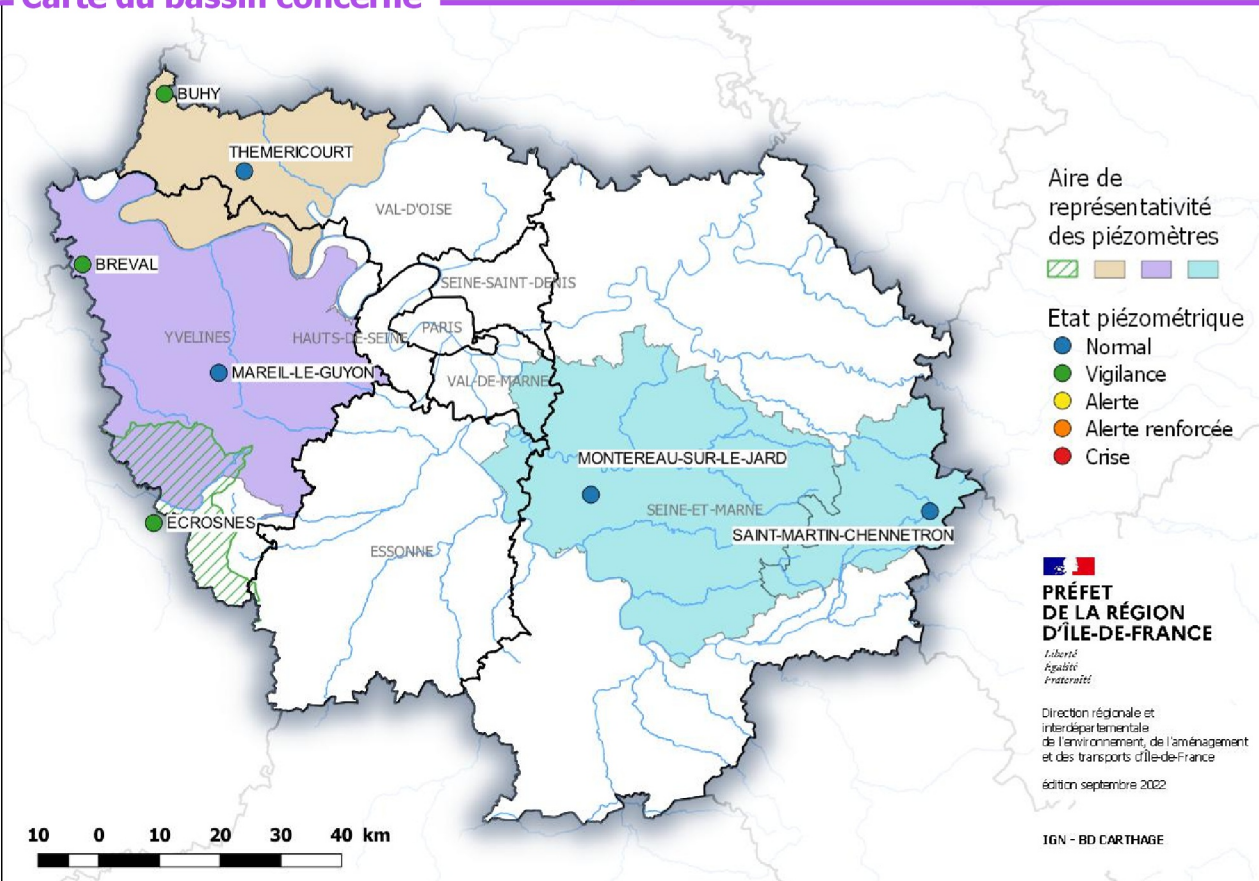 Carte du bassin concerné
BUHY
THEMERICOURT
VAL-D'OISE
BREVAL
SEINE-SAINT-DENIS
PARIS
YVELINES
HAUTS-DE-SEINE
MAREIL-LE-GUYON
VAL-DE-MARNE
MONTEREAU-SUR-LE-JARD
SEINE-ET-MARNE
ÉCROSNES
SAINT-MARTIN-CHENNETRON
ESSONNE
10 0 10 20 30 40 km
Aire de
représentativité
des piézomètres
Etat piézométrique
Normal
Vigilance
Alerte
Alerte renforcée
Crise
PRÉFET
DE LA RÉGION
D'ÎLE-DE-FRANCE
Liberté
Égalité
Fraternité
Direction régionale et
interdépartementale
de l'environnement, de l'aménagement
et des transports d'Île-de-France
édition septembre 2022
IGN - BD CARTHAGE